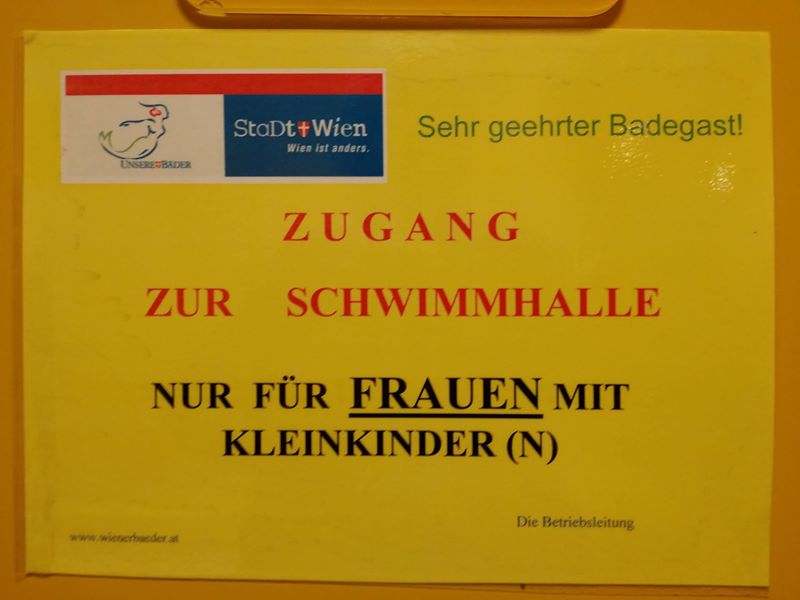 UNSERE BÄDER
StaDt Wien
Wien ist anders.
Sehr geehrter Badegast!
ZUGANG
ZUR SCHWIMMHALLE
NUR FÜR FRAUEN MIT
KLEINKINDER (N)
Die Betriebsleitung
www.wienerbaeder.at